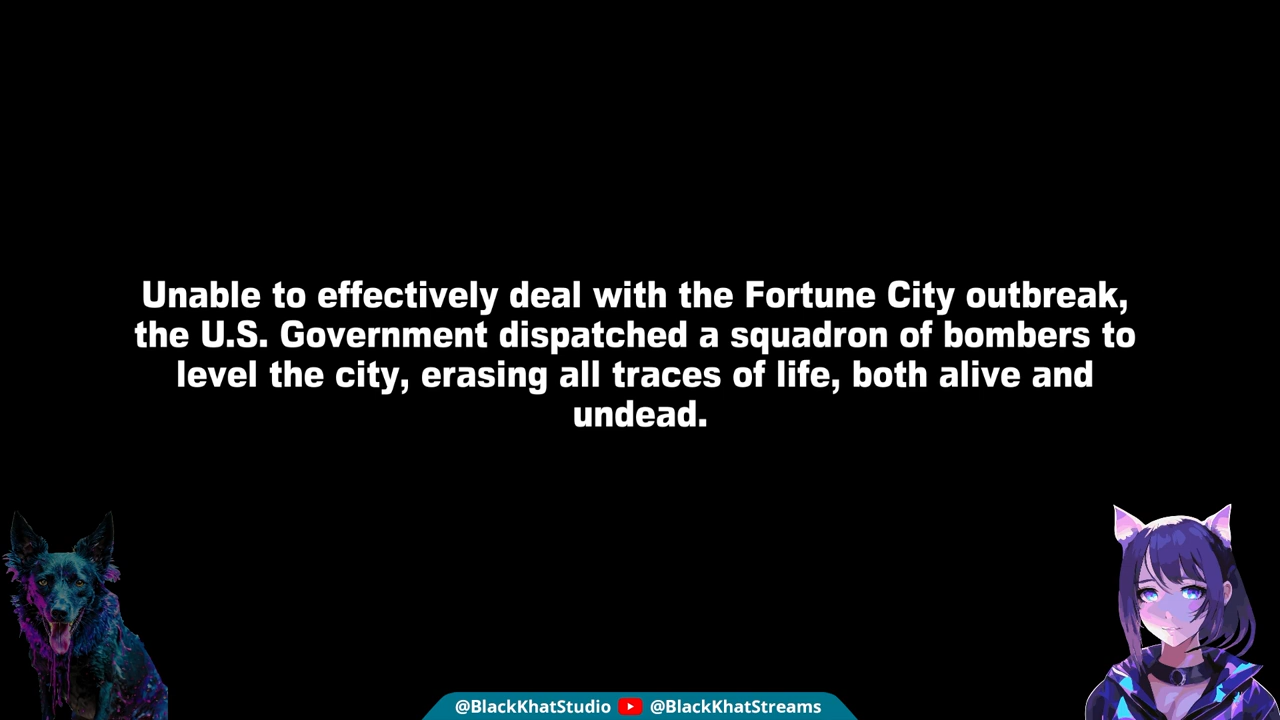 Unable to effectively deal with the Fortune City outbreak,
the U.S. Government dispatched a squadron of bombers to
level the city, erasing all traces of life, both alive and
undead.
@BlackKhatStudio @BlackKhatStreams